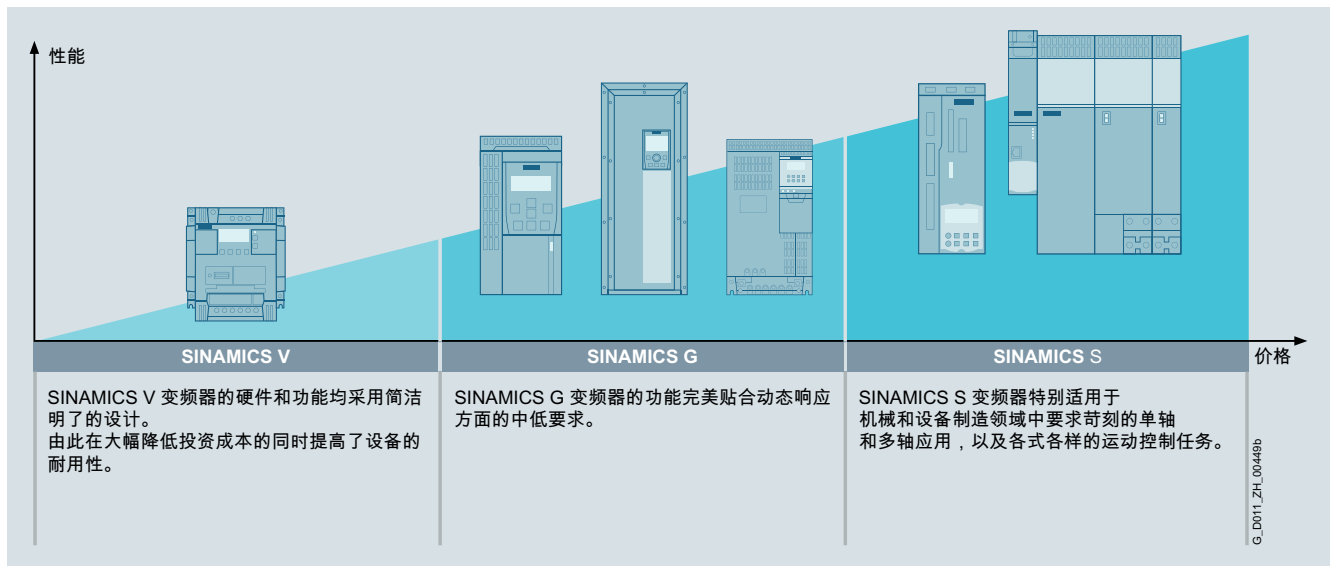 性能
SINAMICS V
SINAMICS G
SINAMICS S
价格
SINAMICS V 变频器的硬件和功能均采用简洁
明了的设计。
由此在大幅降低投资成本的同时提高了设备的
耐用性。
SINAMICS G 变频器的功能完美贴合动态响应
方面的中低要求。
SINAMICS S 变频器特别适用于
机械和设备制造领域中要求苛刻的单轴
和多轴应用，以及各式各样的运动控制任务。
G_D011_ZH_00449b